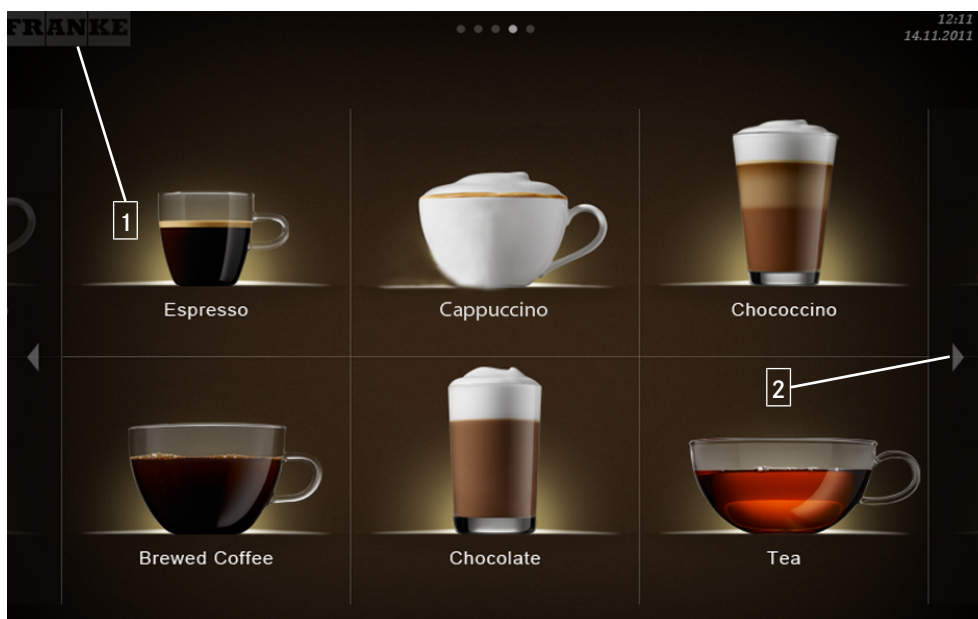 FRANKE
12:11
14.11.2011
1
Espresso
Cappuccino
Chococcino
2
Brewed Coffee
Chocolate
Tea